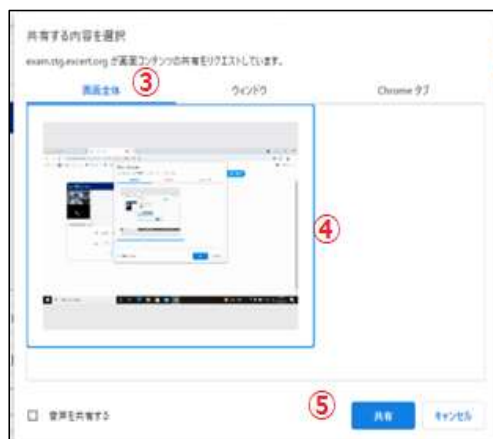 共有する内容を選択
exam.stg.excert.org が画面コンテンツの共有をリクエストしています。
画面全体 ③ ウィンドウ Chrome タブ
④
□ 音声を共有する ⑤ 共有 キャンセル